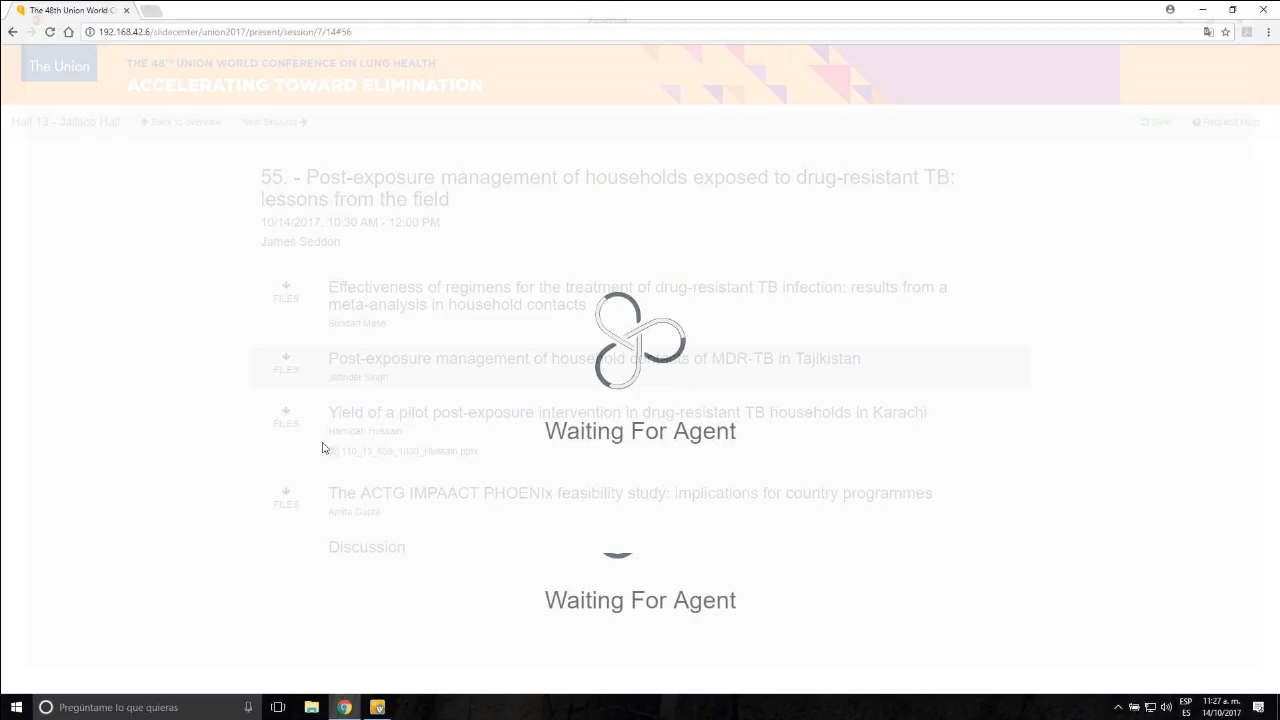 The 48th Union World C
192.168.42.6/slidecenter/union2017/present/session/7/14#56
The Union
THE 48TH UNION WORLD CONFERENCE ON LUNG HEALTH
ACCELERATING TOWARD ELIMINATION
Hall 13 - Jalisco Hall
Back to overview
Next Session
Sync
Request Help
55. - Post-exposure management of households exposed to drug-resistant TB:
lessons from the field
10/14/2017, 10:30 AM - 12:00 PM
James Seddon
FILES
Effectiveness of regimens for the treatment of drug-resistant TB infection: results from a
meta-analysis in household contacts
Sundari Mase
FILES
Post-exposure management of household contacts of MDR-TB in Tajikistan
Jatinder Singh
FILES
Yield of a pilot post-exposure intervention in drug-resistant TB households in Karachi
Hamidah Hussain
Hussain.pptx
Waiting For Agent
FILES
The ACTG IMPAACT PHOENIx feasibility study: implications for country programmes
Amita Gupta
Discussion
Waiting For Agent
Pregúntame lo que quieras
ESP
ES
11:27 a. m.
14/10/2017